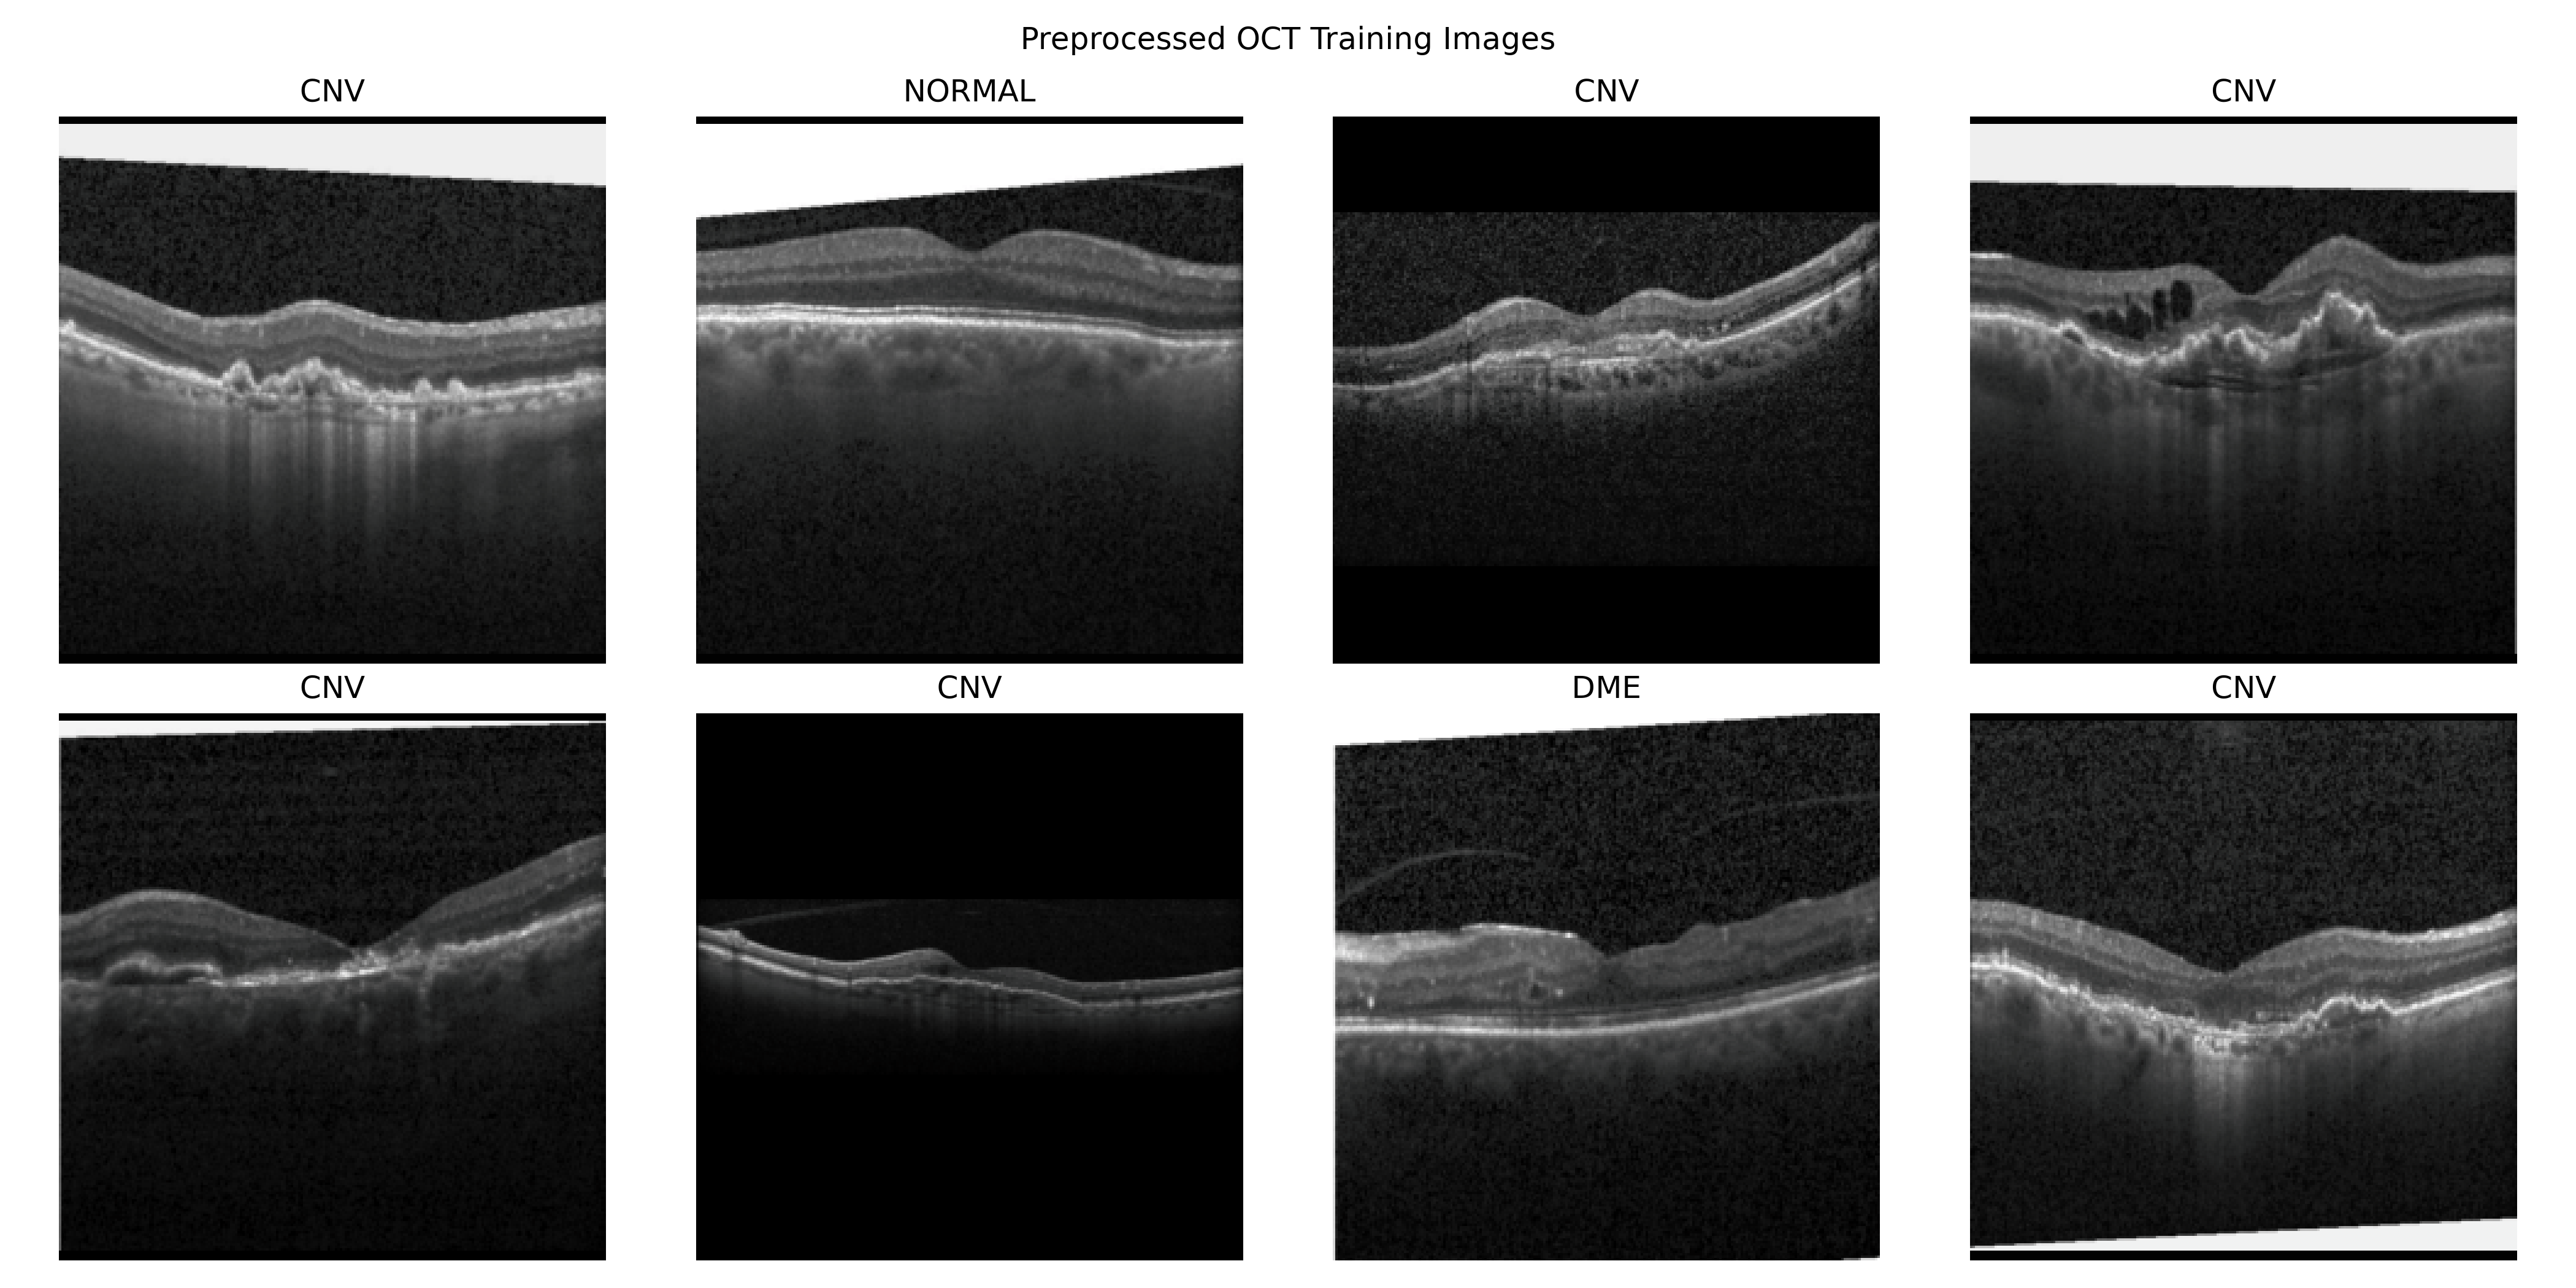 Preprocessed OCT Training Images
CNV NORMAL CNV CNV
CNV CNV DME CNV